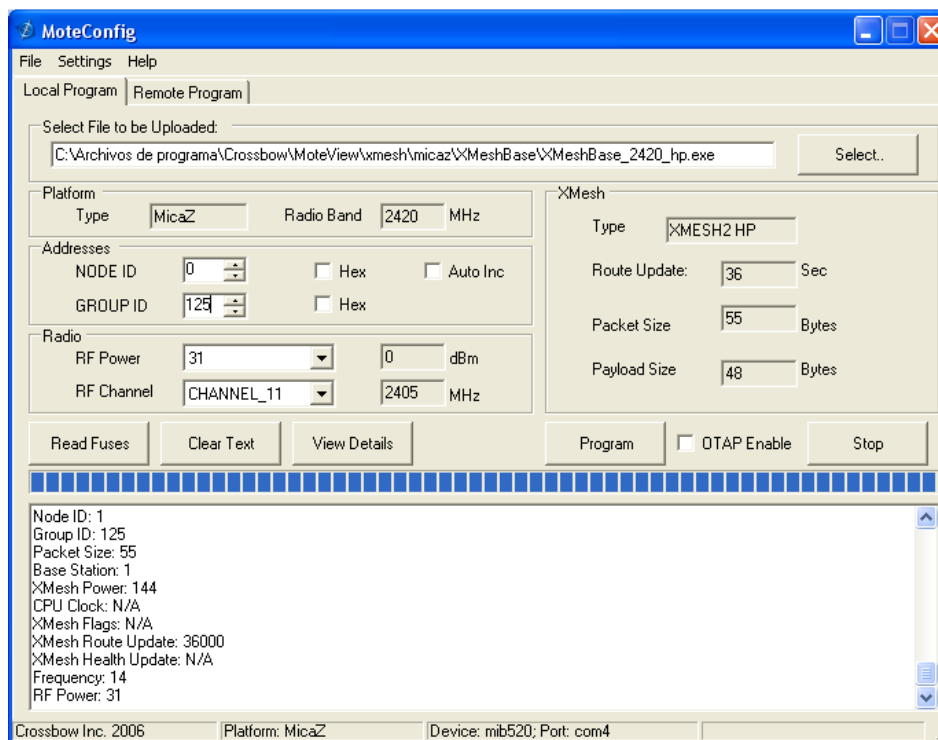 MoteConfig
File Settings Help
Local Program Remote Program
Select File to be Uploaded:
C:\Archivos de programa\Crossbow\MoteView\xmesh\micaz\XMeshBase\XMeshBase_2420_hp.exe Select..
Platform XMesh
Type MicaZ Radio Band 2420 MHz Type XMESH2 HP
Addresses
NODE ID 0 Hex Auto Inc Route Update: 36 Sec
GROUP ID 125 Hex Packet Size 55 Bytes
Radio
RF Power 31 0 dBm Payload Size 48 Bytes
RF Channel CHANNEL_11 2405 MHz
Read Fuses Clear Text View Details Program OTAP Enable Stop
Node ID: 1
Group ID: 125
Packet Size: 55
Base Station: 1
XMesh Power: 144
CPU Clock: N/A
XMesh Flags: N/A
XMesh Route Update: 36000
XMesh Health Update: N/A
Frequency: 14
RF Power: 31
Crossbow Inc. 2006 Platform: MicaZ Device: mib520; Port: com4